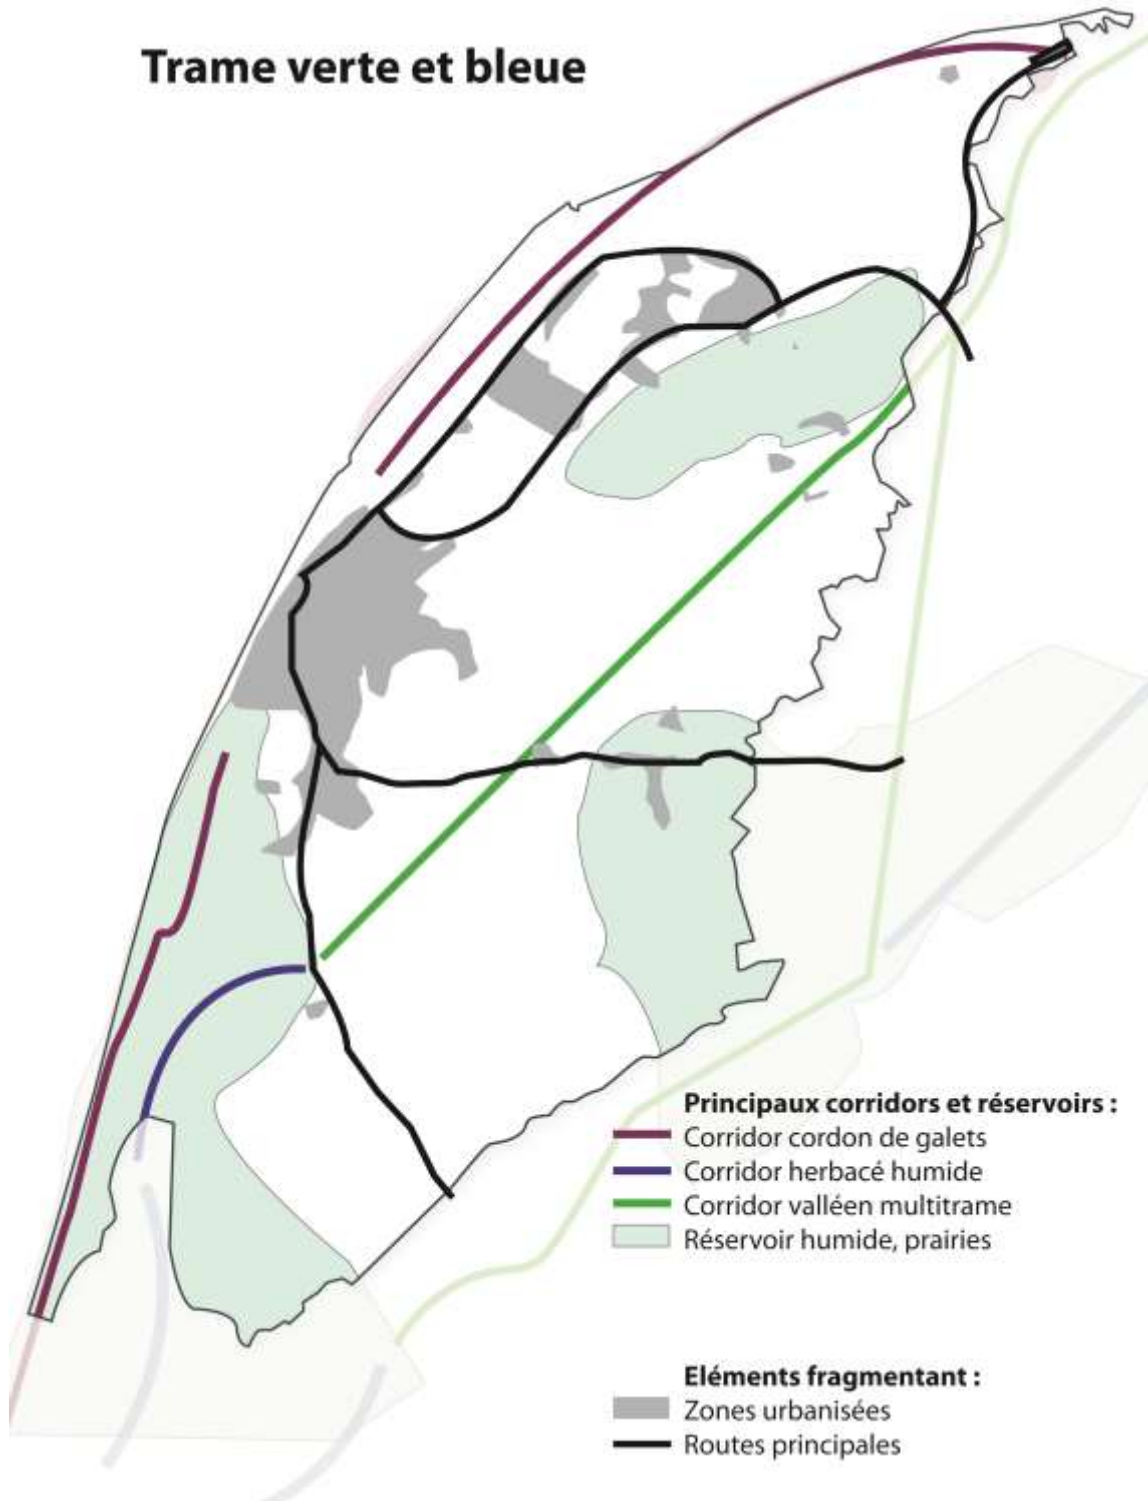 Trame verte et bleue
Principaux corridors et réservoirs :
Corridor cordon de galets
Corridor herbacé humide
Corridor valléen multitrame
Réservoir humide, prairies
Eléments fragmentant :
Zones urbanisées
Routes principales